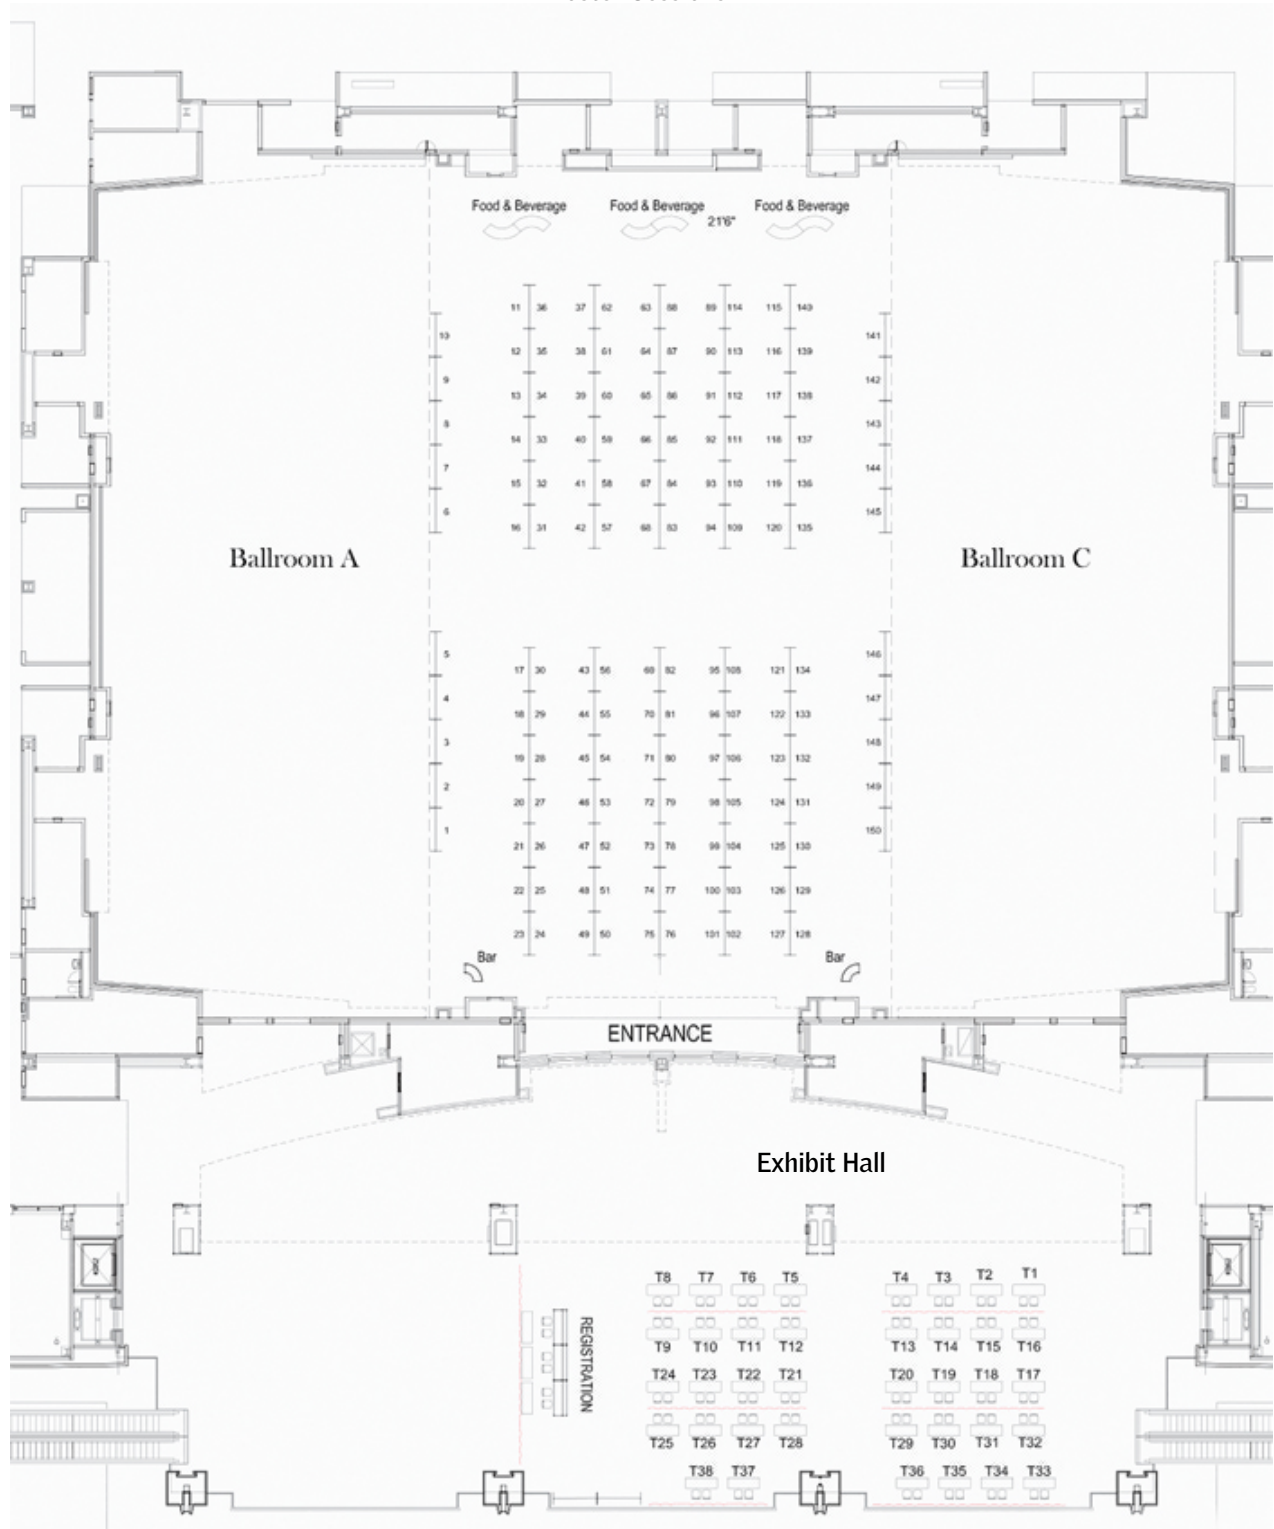 Food & Beverage Food & Beverage Food & Beverage
21'6"
11 36 37 62 63 88 89 114 115 140
10 141
12 35 38 61 64 87 90 113 116 139
9 142
13 34 39 60 65 86 91 112 117 138
8 143
14 33 40 59 66 85 92 111 118 137
7 144
15 32 41 58 67 84 93 110 119 136
6 145
16 31 42 57 68 83 94 109 120 135
Ballroom A Ballroom C
5 146
17 30 43 56 69 82 95 108 121 134
4 147
18 29 44 55 70 81 96 107 122 133
3 148
19 28 45 54 71 80 97 106 123 132
2 149
20 27 46 53 72 79 98 105 124 131
1 150
21 26 47 52 73 78 99 104 125 130
22 25 48 51 74 77 100 103 126 129
23 24 49 50 75 76 101 102 127 128
Bar Bar
ENTRANCE
Exhibit Hall
T8 T7 T6 T5 T4 T3 T2 T1
REGISTRATION
T9 T10 T11 T12 T13 T14 T15 T16
T24 T23 T22 T21 T20 T19 T18 T17
T25 T26 T27 T28 T29 T30 T31 T32
T38 T37 T36 T35 T34 T33